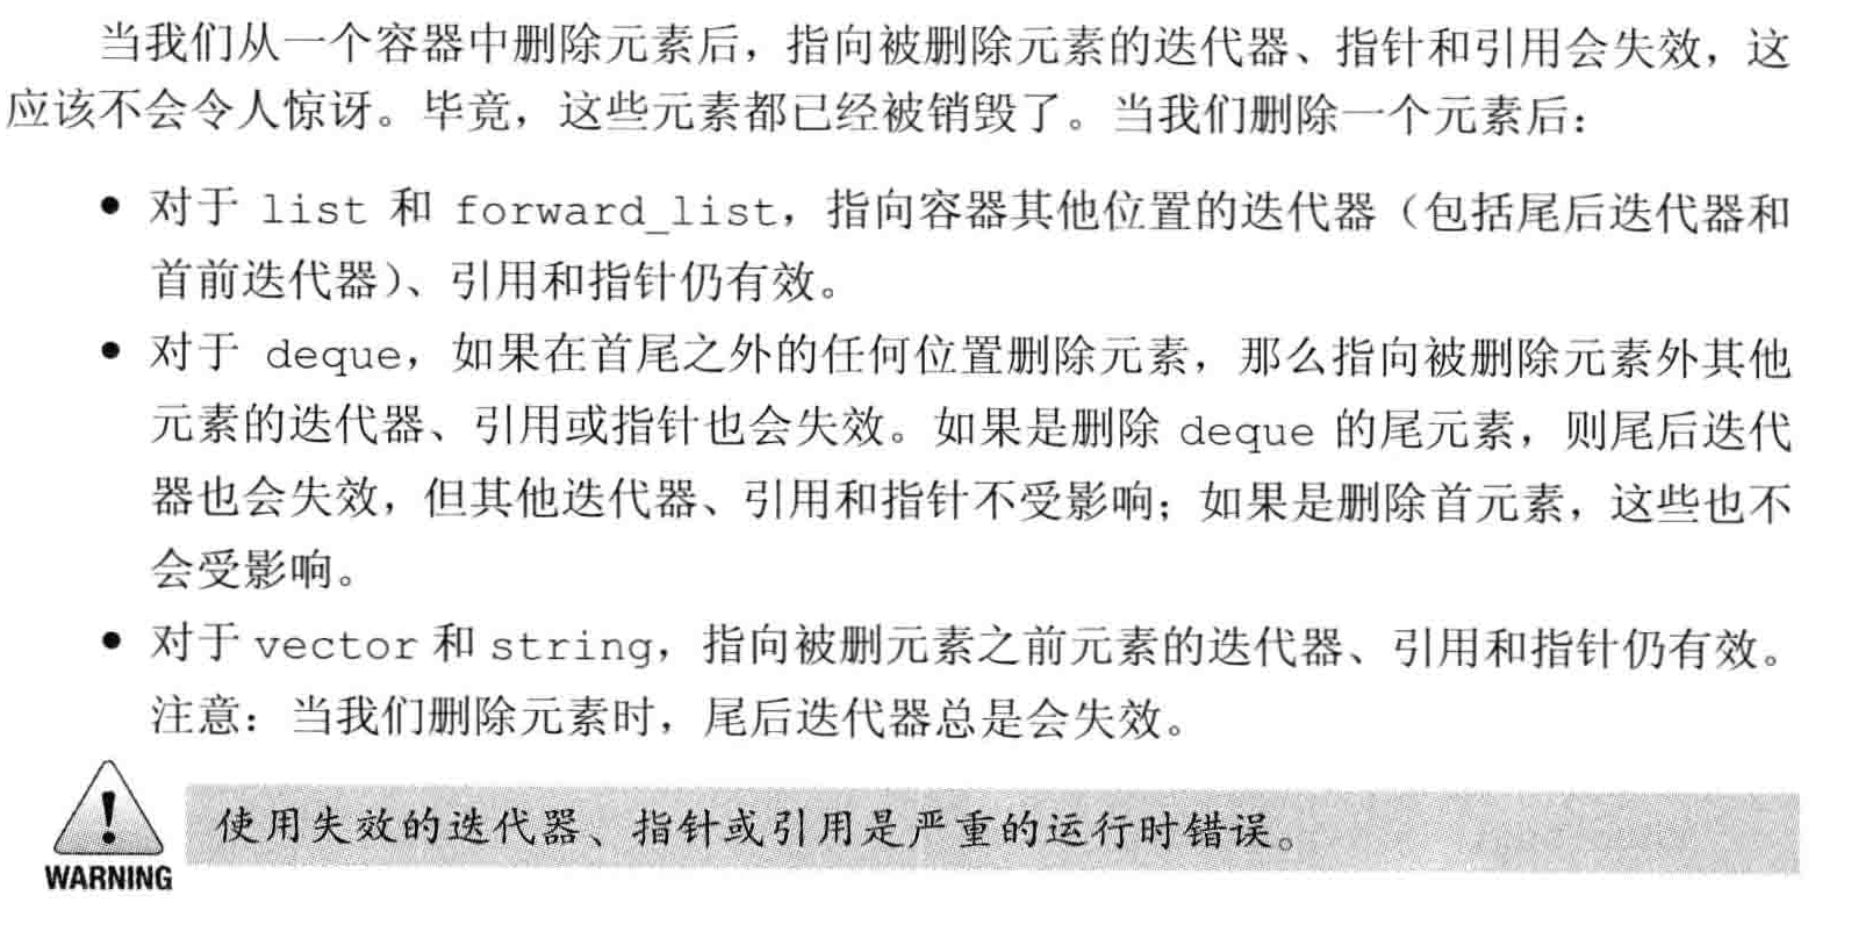 当我们从一个容器中删除元素后，指向被删除元素的迭代器、指针和引用会失效，这
应该不会令人惊讶。毕竟，这些元素都已经被销毁了。当我们删除一个元素后：
● 对于 list 和 forward_list，指向容器其他位置的迭代器（包括尾后迭代器和
首前迭代器）、引用和指针仍有效。
● 对于 deque，如果在首尾之外的任何位置删除元素，那么指向被删除元素外其他
元素的迭代器、引用或指针也会失效。如果是删除 deque 的尾元素，则尾后迭代
器也会失效，但其他迭代器、引用和指针不受影响；如果是删除首元素，这些也不
会受影响。
● 对于 vector 和 string，指向被删元素之前元素的迭代器、引用和指针仍有效。
注意：当我们删除元素时，尾后迭代器总是会失效。
使用失效的迭代器、指针或引用是严重的运行时错误。
WARNING